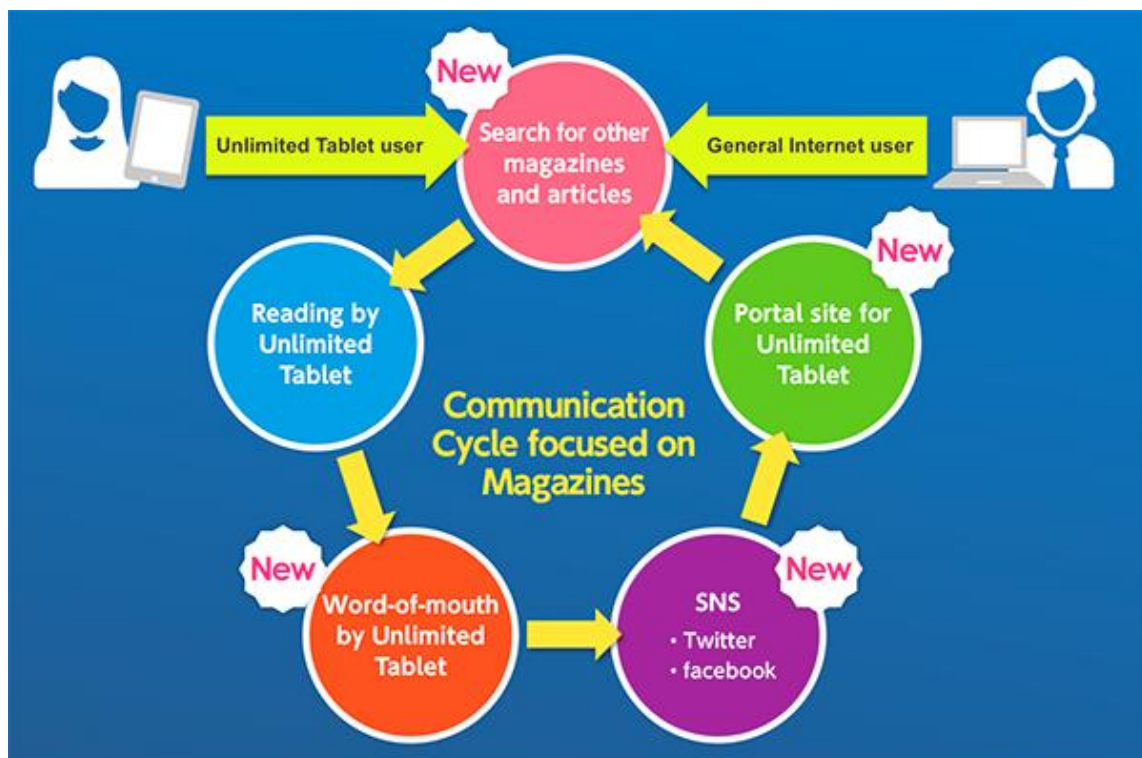 New
Search for other
magazines
and articles
Unlimited Tablet user
General Internet user
New
Reading by
Unlimited
Tablet
Portal site for
Unlimited
Tablet
Communication
Cycle focused on
Magazines
New
Word-of-mouth
by Unlimited
Tablet
New
SNS
• Twitter
• facebook